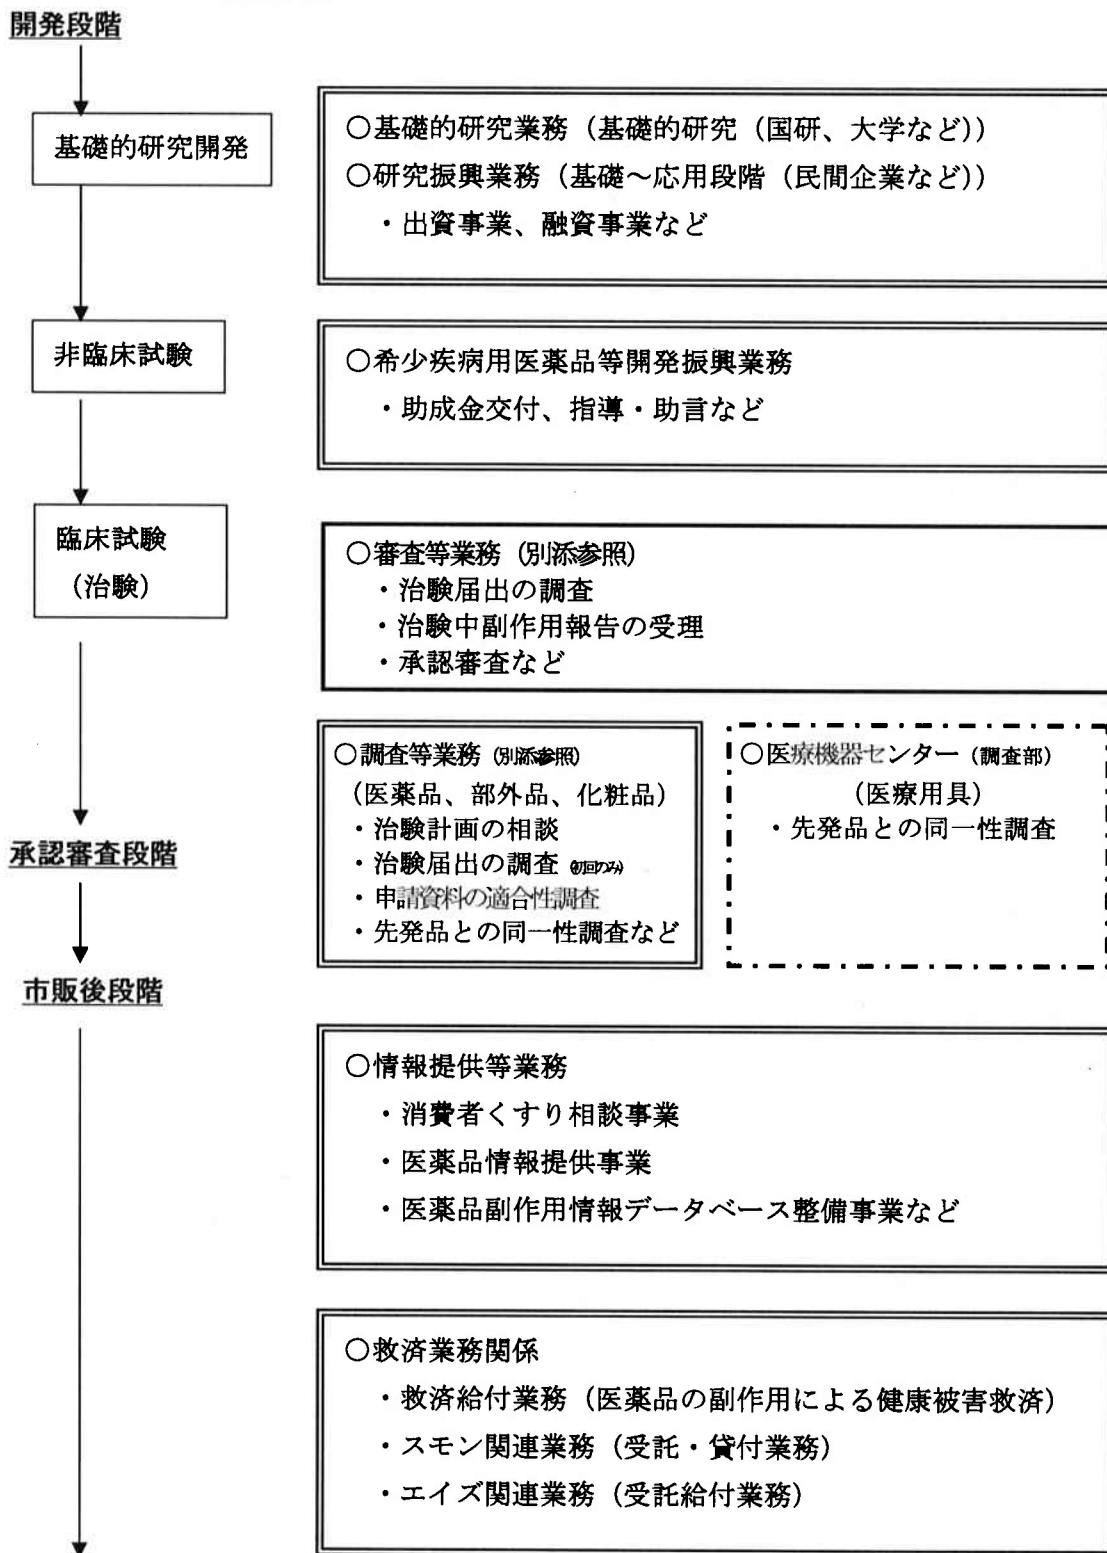 開発段階
基礎的研究開発
○基礎的研究業務（基礎的研究（国研、大学など））
○研究振興業務（基礎～応用段階（民間企業など））
・出資事業、融資事業など
非臨床試験
○希少疾病用医薬品等開発振興業務
・助成金交付、指導・助言など
臨床試験
（治験）
○審査等業務（別添参照）
・治験届出の調査
・治験中副作用報告の受理
・承認審査など
○調査等業務（別添参照）
（医薬品、部外品、化粧品）
・治験計画の相談
・治験届出の調査（初回のみ）
・申請資料の適合性調査
・先発品との同一性調査など
○医療機器センター（調査部）
（医療用具）
・先発品との同一性調査
承認審査段階
市販後段階
○情報提供等業務
・消費者くすり相談事業
・医薬品情報提供事業
・医薬品副作用情報データベース整備事業など
○救済業務関係
・救済給付業務（医薬品の副作用による健康被害救済）
・スモン関連業務（受託・貸付業務）
・エイズ関連業務（受託給付業務）